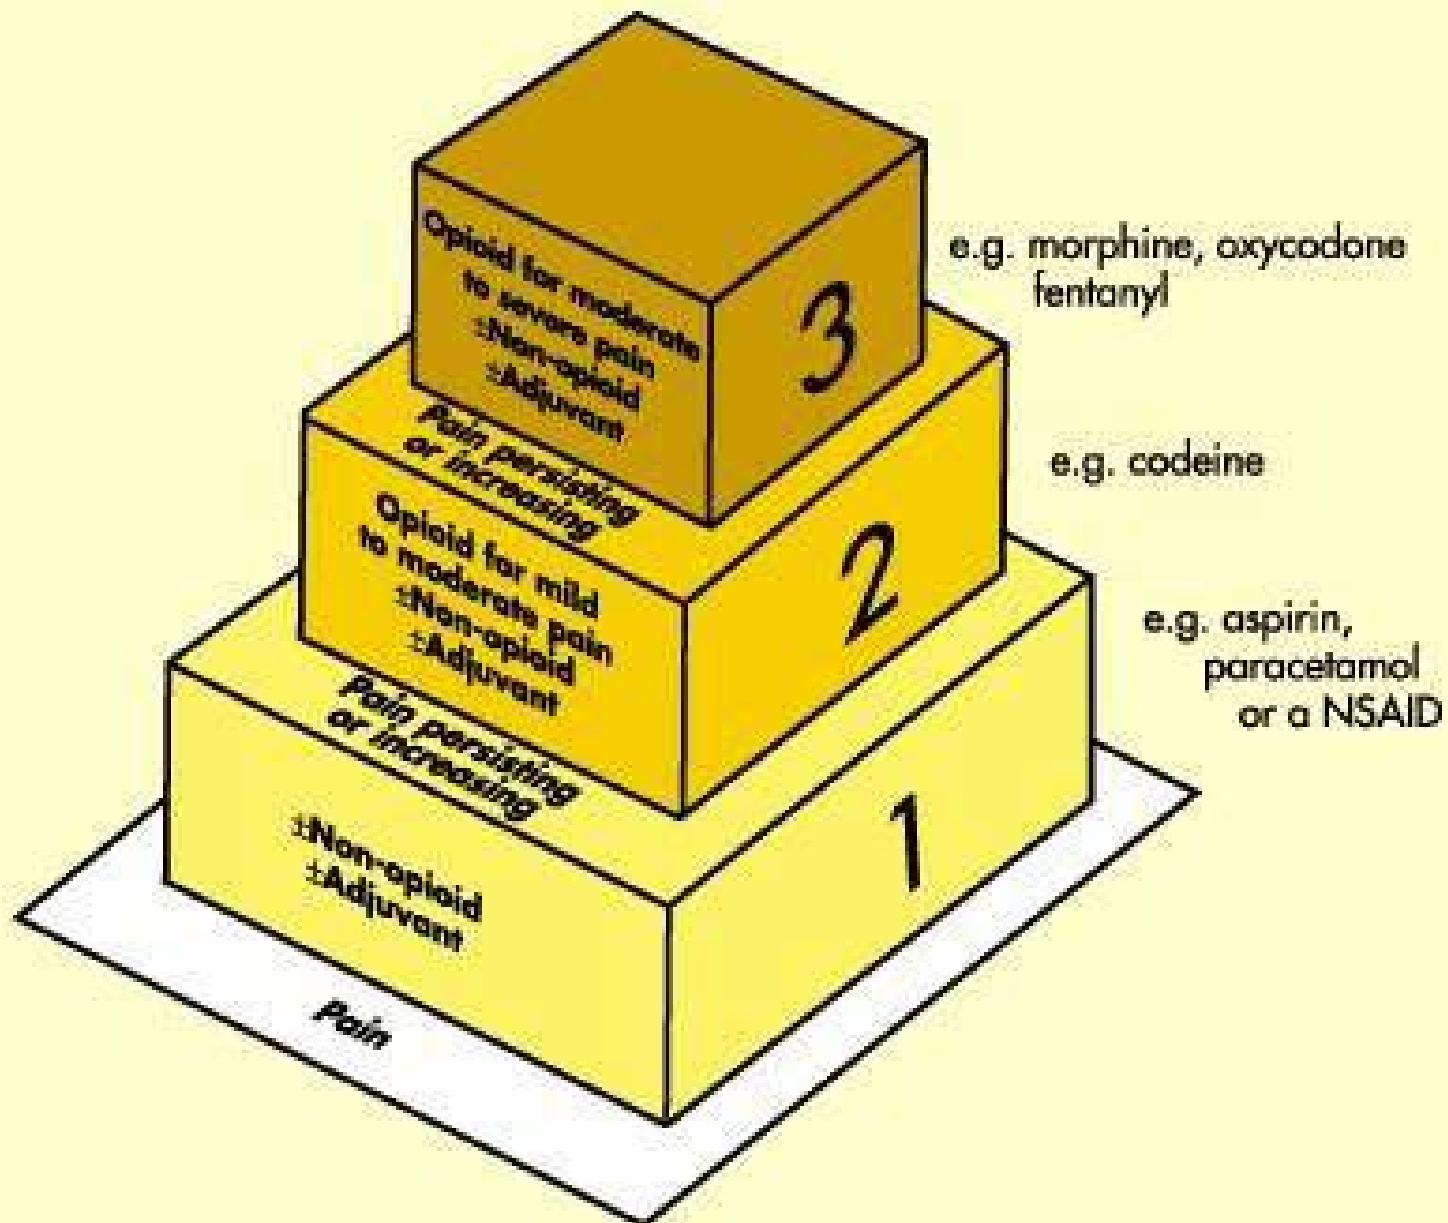 Opioid for moderate
to severe pain
±Non-opioid
±Adjuvant
3
e.g. morphine, oxycodone
fentanyl
Pain persisting
or increasing
Opioid for mild
to moderate pain
±Non-opioid
±Adjuvant
2
e.g. codeine
Pain persisting
or increasing
±Non-opioid
±Adjuvant
1
e.g. aspirin,
paracetamol
or a NSAID
Pain